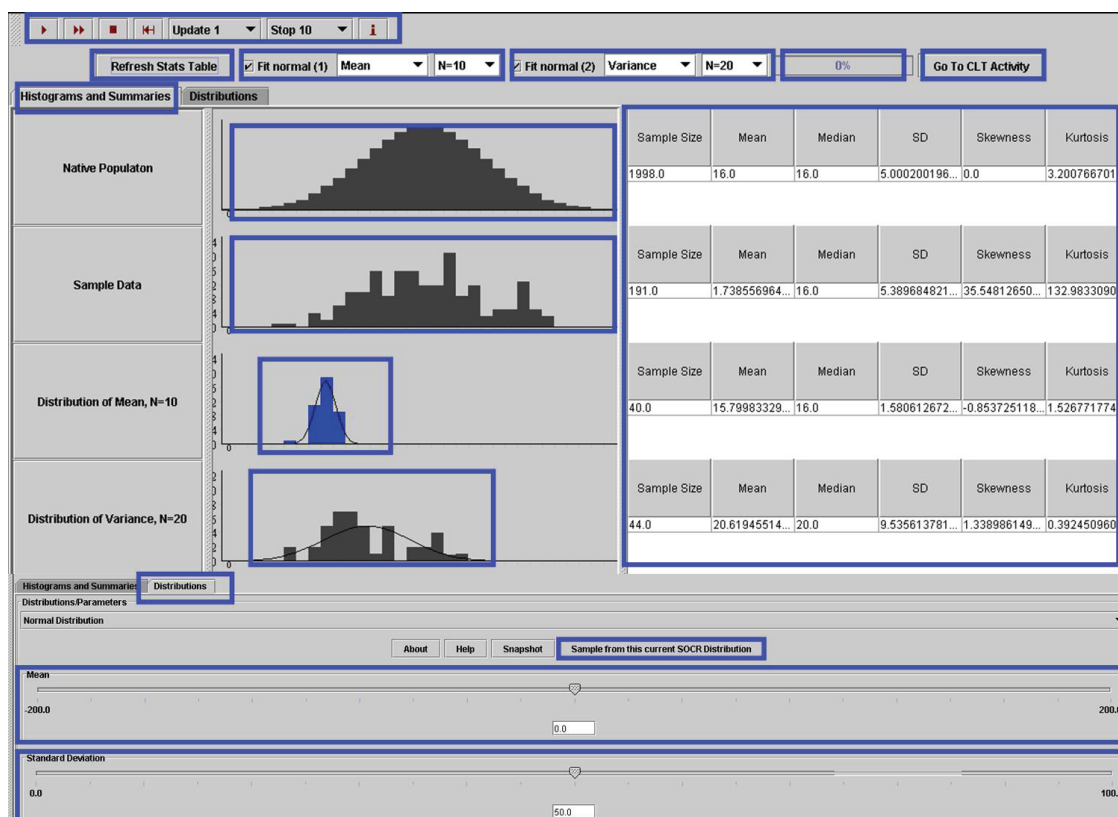 Update 1 Stop 10 i
Refresh Stats Table Fit normal (1) Mean N=10 Fit normal (2) Variance N=20 0% Go To CLT Activity
Histograms and Summaries Distributions
Sample Size Mean Median SD Skewness Kurtosis
Native Populaton
1998.0 16.0 16.0 5.000200196... 0.0 3.200766701
0
Sample Size Mean Median SD Skewness Kurtosis
Sample Data
191.0 1.738556964... 16.0 5.389684821... 35.54812650... 132.9833090
0
Sample Size Mean Median SD Skewness Kurtosis
Distribution of Mean, N=10
40.0 15.79983329... 16.0 1.580612672... -0.853725118... 1.526771774
0
Sample Size Mean Median SD Skewness Kurtosis
Distribution of Variance, N=20
44.0 20.61945514... 20.0 9.535613781... 1.338986149... 0.392450960
0
Histograms and Summaries Distributions
Distributions/Parameters
Normal Distribution
About Help Snapshot Sample from this current SOCR Distribution
Mean
-200.0 200.
0.0
Standard Deviation
0.0 100.
50.0